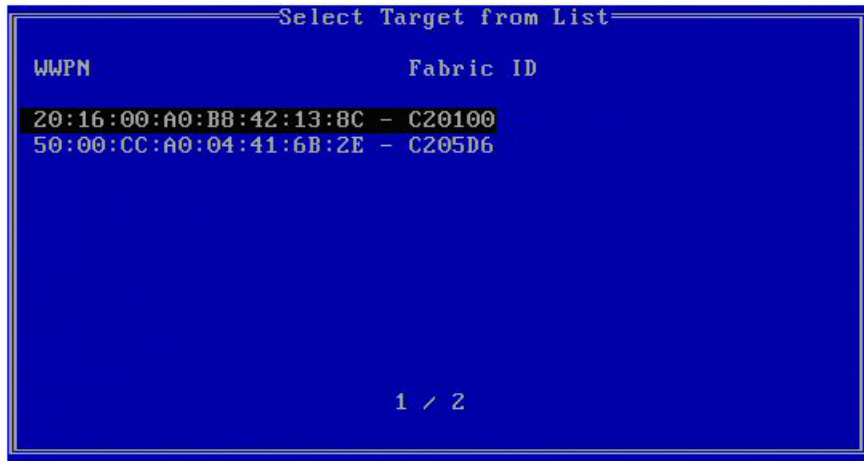 Select Target from List
WWPN Fabric ID
20:16:00:A0:B8:42:13:8C - C20100
50:00:CC:A0:04:41:6B:2E - C205D6
1 / 2